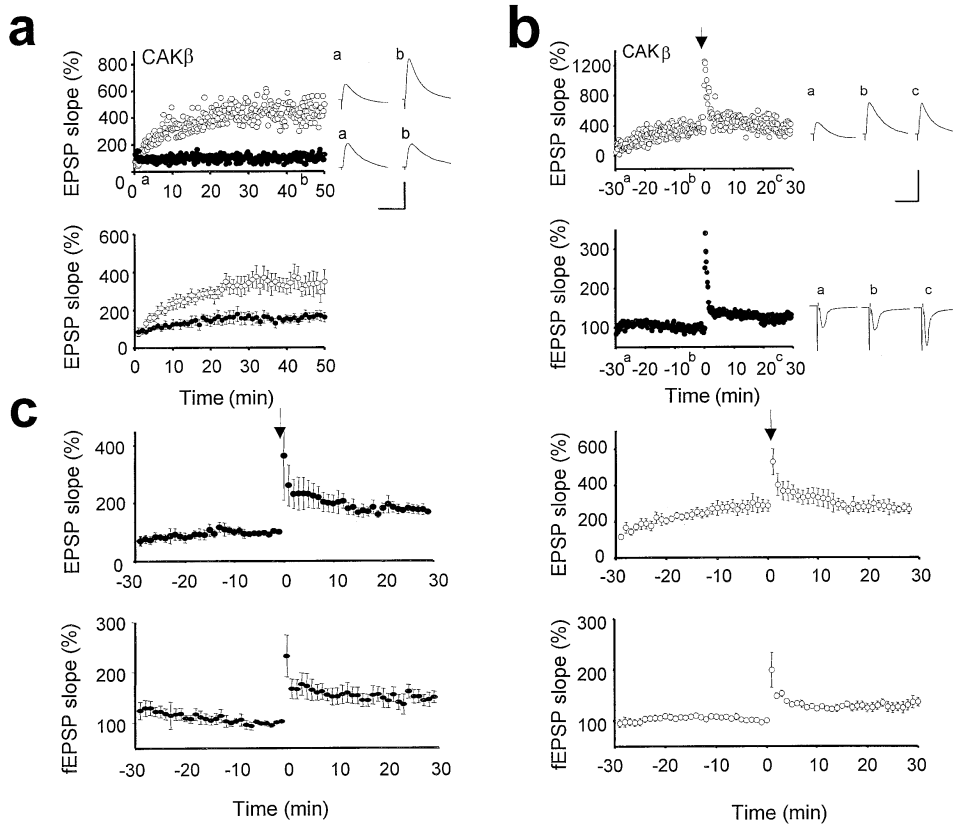 a
CAKβ
EPSP slope (%)
800
600
400
200
0
a
b
0 10 20 30 40 50
a b
a b
EPSP slope (%)
600
400
200
0
0 10 20 30 40 50
Time (min)
b
CAKβ
EPSP slope (%)
1200
800
400
0
-30 -20 -10 0 10 20 30
a b c
a b c
fEPSP slope (%)
300
200
100
-30 -20 -10 0 10 20 30
a b c
a b c
Time (min)
c
EPSP slope (%)
400
200
0
-30 -20 -10 0 10 20 30
fEPSP slope (%)
300
200
100
-30 -20 -10 0 10 20 30
Time (min)
EPSP slope (%)
600
400
200
0
-30 -20 -10 0 10 20 30
fEPSP slope (%)
300
200
100
-30 -20 -10 0 10 20 30
Time (min)